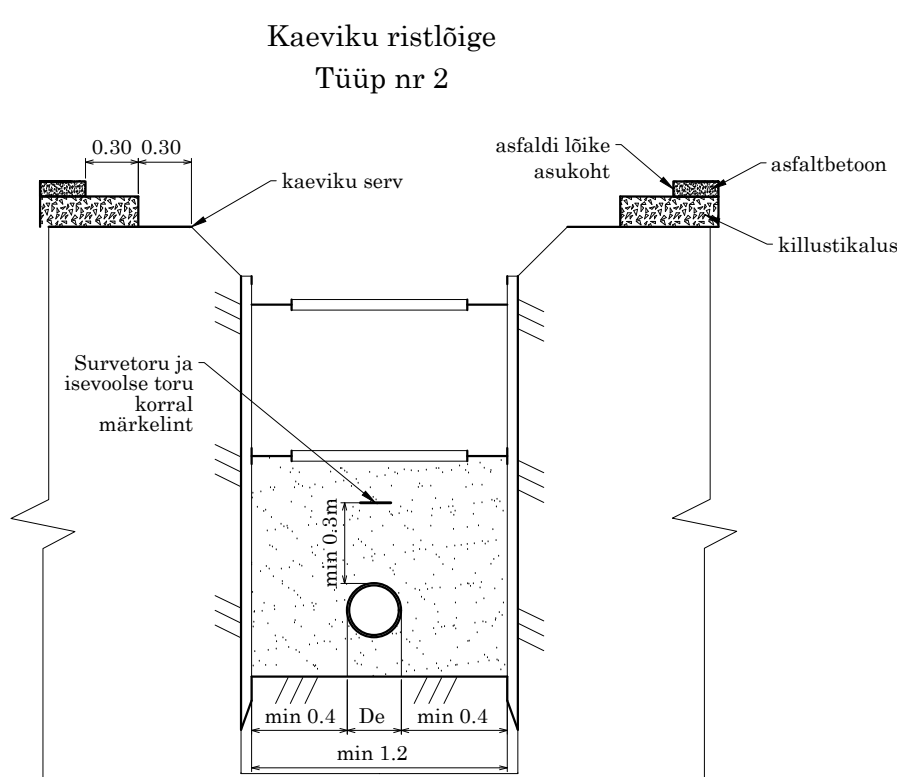 Kaeviku ristlõige
Tüüp nr 2
0.30 0.30
kaeviku serv
asfaldi lõike
asukoht
asfaltbetoon
killustikalus
Survetoru ja
isevoolse toru
korral
märkelint
min 0.3m
min 0.4 De min 0.4
min 1.2